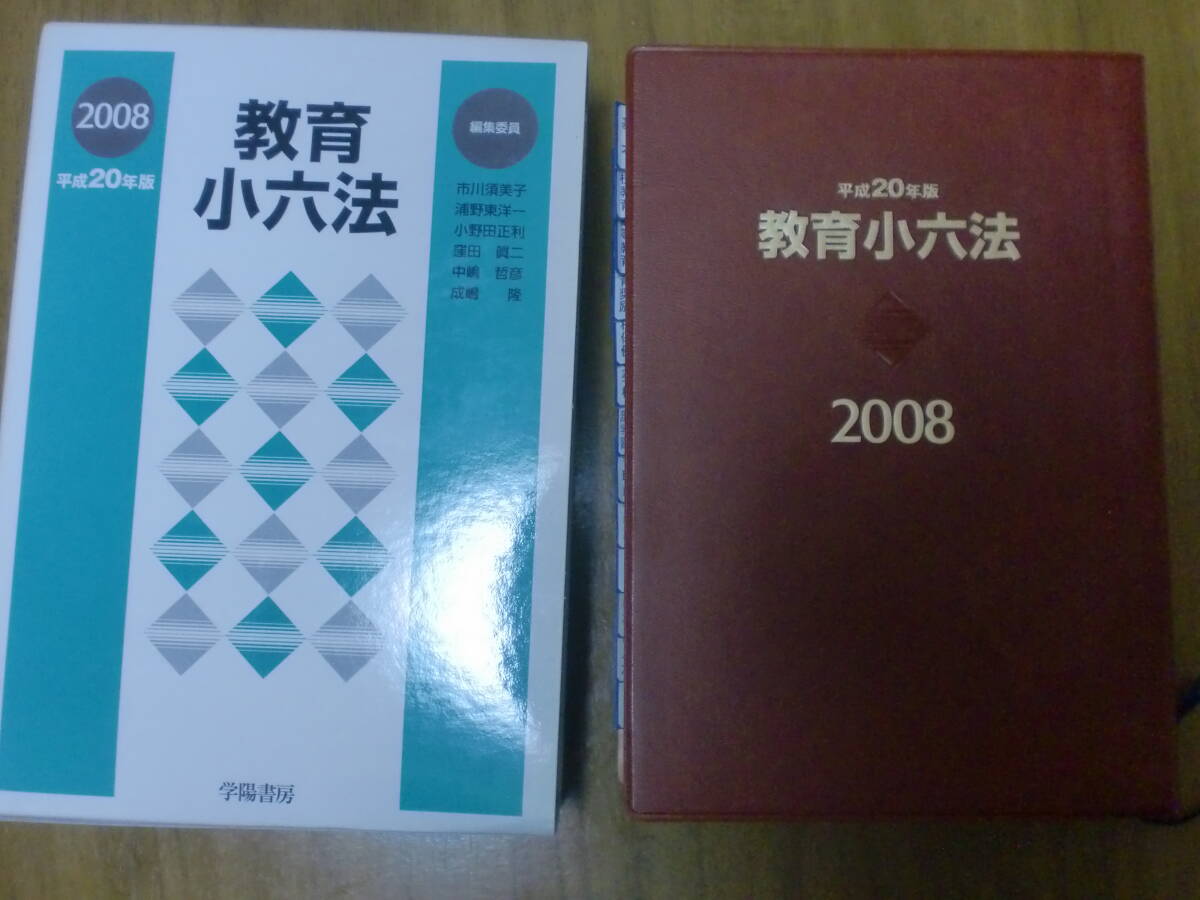 2008
平成20年版
教育
小六法
編集委員
市川須美子
浦野東洋一
小野田正利
窪田眞二
中嶋哲彦
成嶋隆
学陽書房
平成20年版
教育小六法
2008